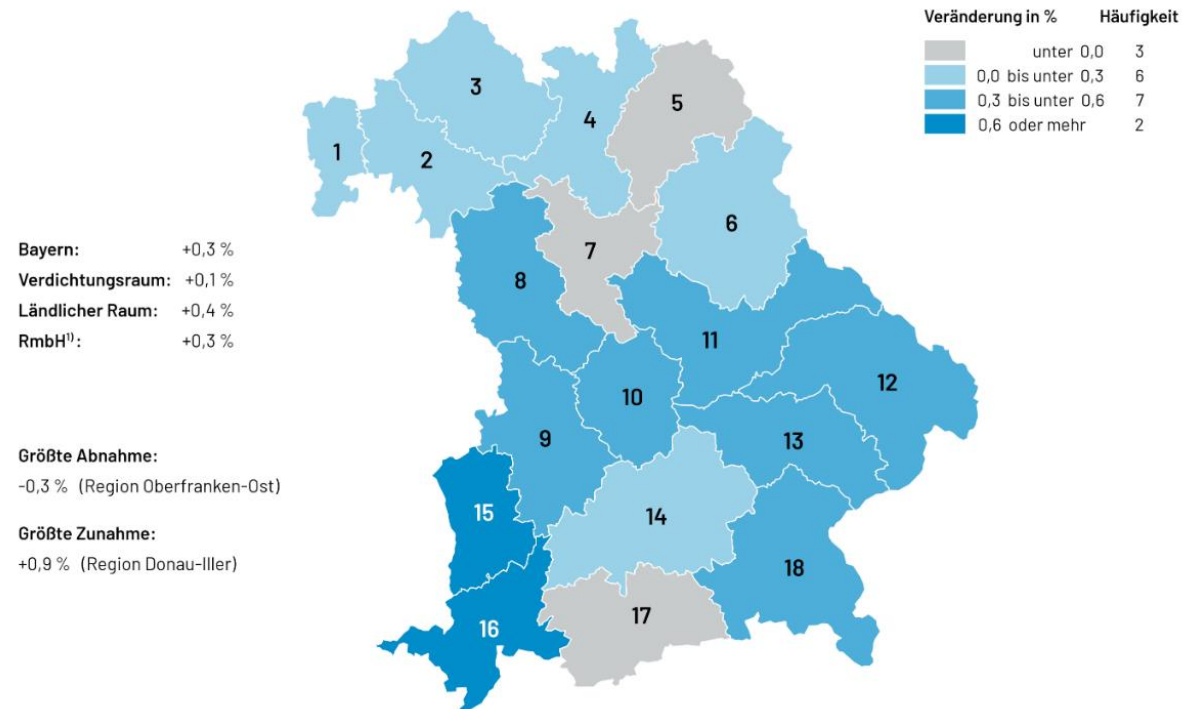 Veränderung in % Häufigkeit
unter 0,0 3
0,0 bis unter 0,3 6
0,3 bis unter 0,6 7
0,6 oder mehr 2
3
4
5
1
2
6
7
8
Bayern: +0,3 %
Verdichtungsraum: +0,1 %
Ländlicher Raum: +0,4 %
RmbH¹⁾: +0,3 %
11
12
10
9
13
Größte Abnahme:
-0,3 % (Region Oberfranken-Ost)
Größte Zunahme:
+0,9 % (Region Donau-Iller)
15
14
18
17
16